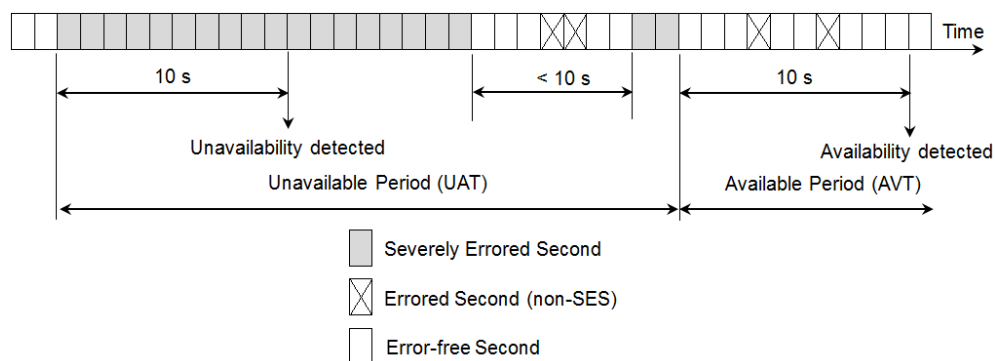 Time
10 s
< 10 s
10 s
Unavailability detected
Availability detected
Unavailable Period (UAT)
Available Period (AVT)
Severely Errored Second
Errored Second (non-SES)
Error-free Second